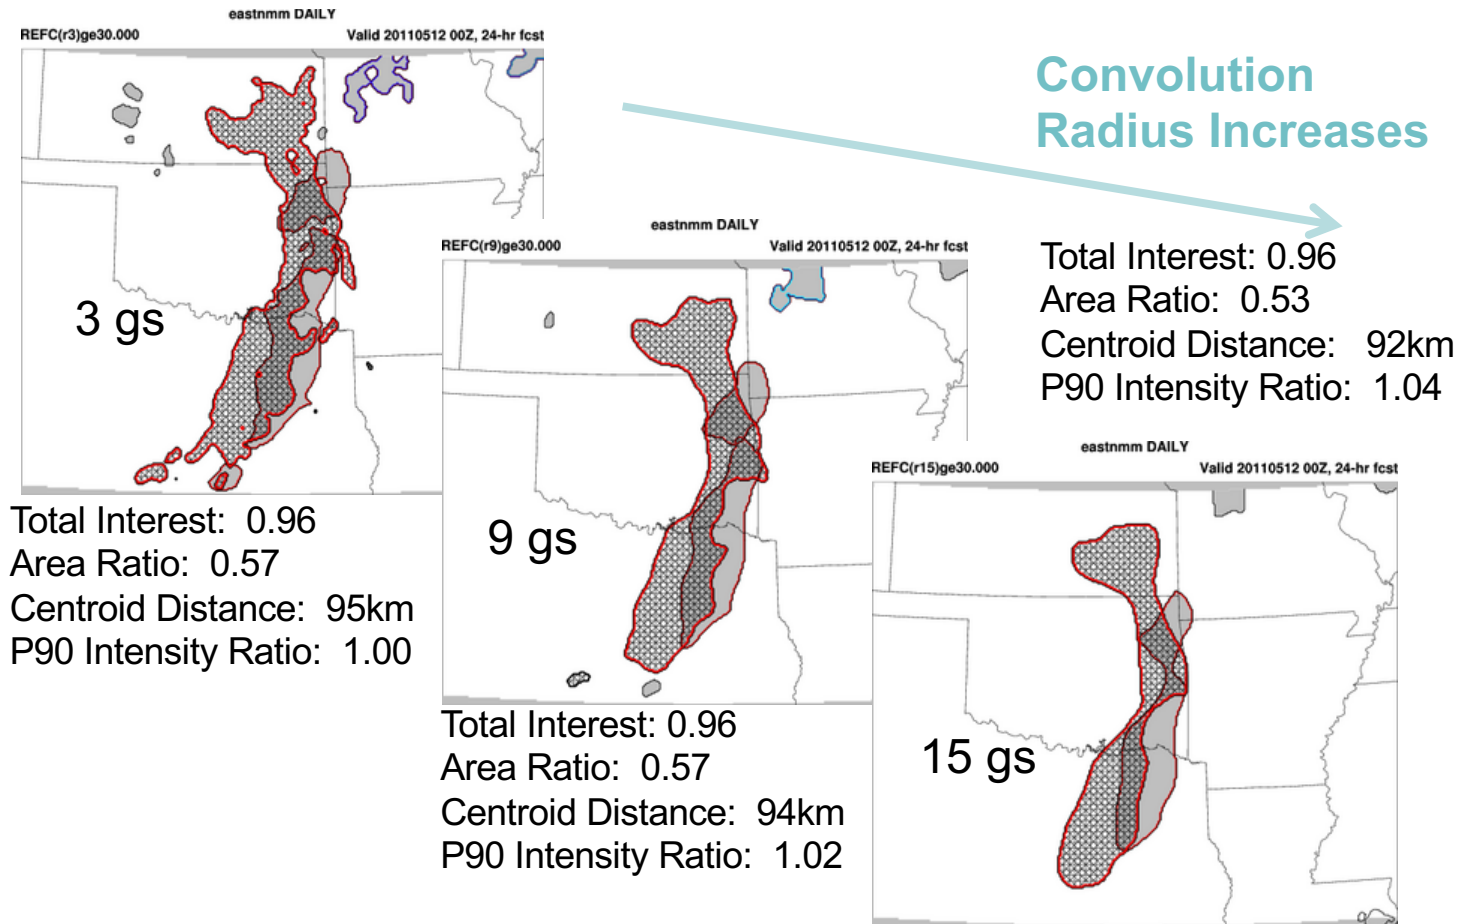 eastnmm DAILY
REFC(r3)ge30.000 Valid 20110512 00Z, 24-hr fcst
3 gs
Total Interest: 0.96
Area Ratio: 0.57
Centroid Distance: 95km
P90 Intensity Ratio: 1.00
Convolution
Radius Increases
eastnmm DAILY
REFC(r9)ge30.000 Valid 20110512 00Z, 24-hr fcst
9 gs
Total Interest: 0.96
Area Ratio: 0.57
Centroid Distance: 94km
P90 Intensity Ratio: 1.02
Total Interest: 0.96
Area Ratio: 0.53
Centroid Distance: 92km
P90 Intensity Ratio: 1.04
eastnmm DAILY
REFC(r15)ge30.000 Valid 20110512 00Z, 24-hr fcst
15 gs